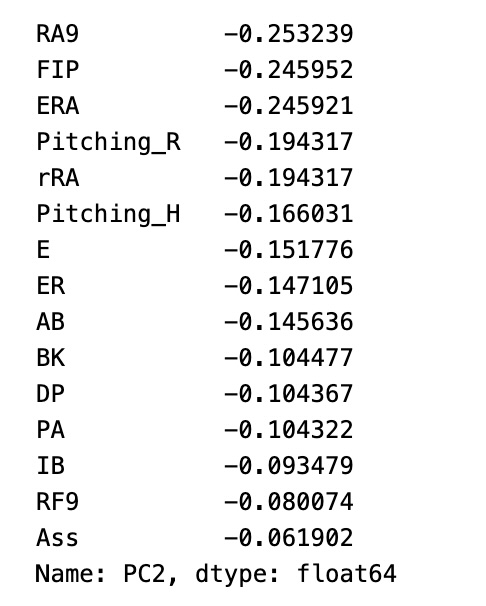 RA9 -0.253239
FIP -0.245952
ERA -0.245921
Pitching_R -0.194317
rRA -0.194317
Pitching_H -0.166031
E -0.151776
ER -0.147105
AB -0.145636
BK -0.104477
DP -0.104367
PA -0.104322
IB -0.093479
RF9 -0.080074
Ass -0.061902
Name: PC2, dtype: float64